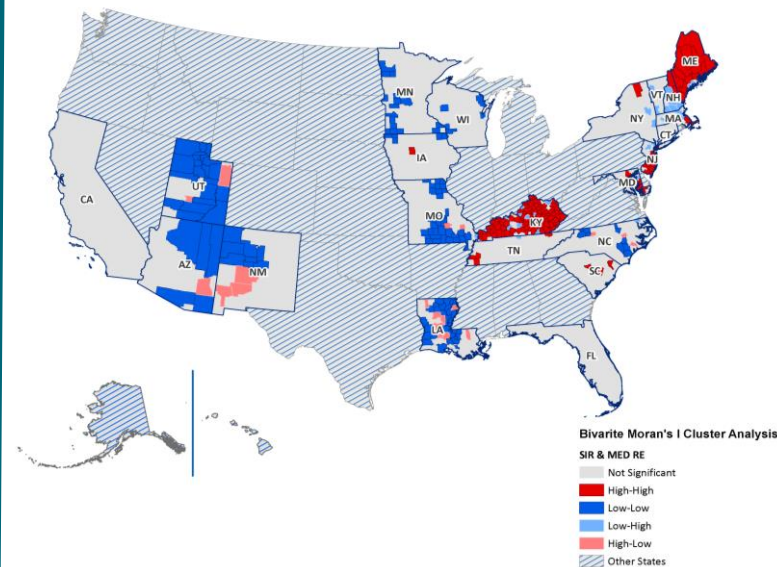 ME
MN
VT
NH
WI
NY
MA
CT
IA
NJ
UT
MD
CA
MO
KY
NC
TN
AZ
NM
SC
LA
FL
Bivarite Moran's I Cluster Analysis
SIR & MED RE
Not Significant
High-High
Low-Low
Low-High
High-Low
Other States